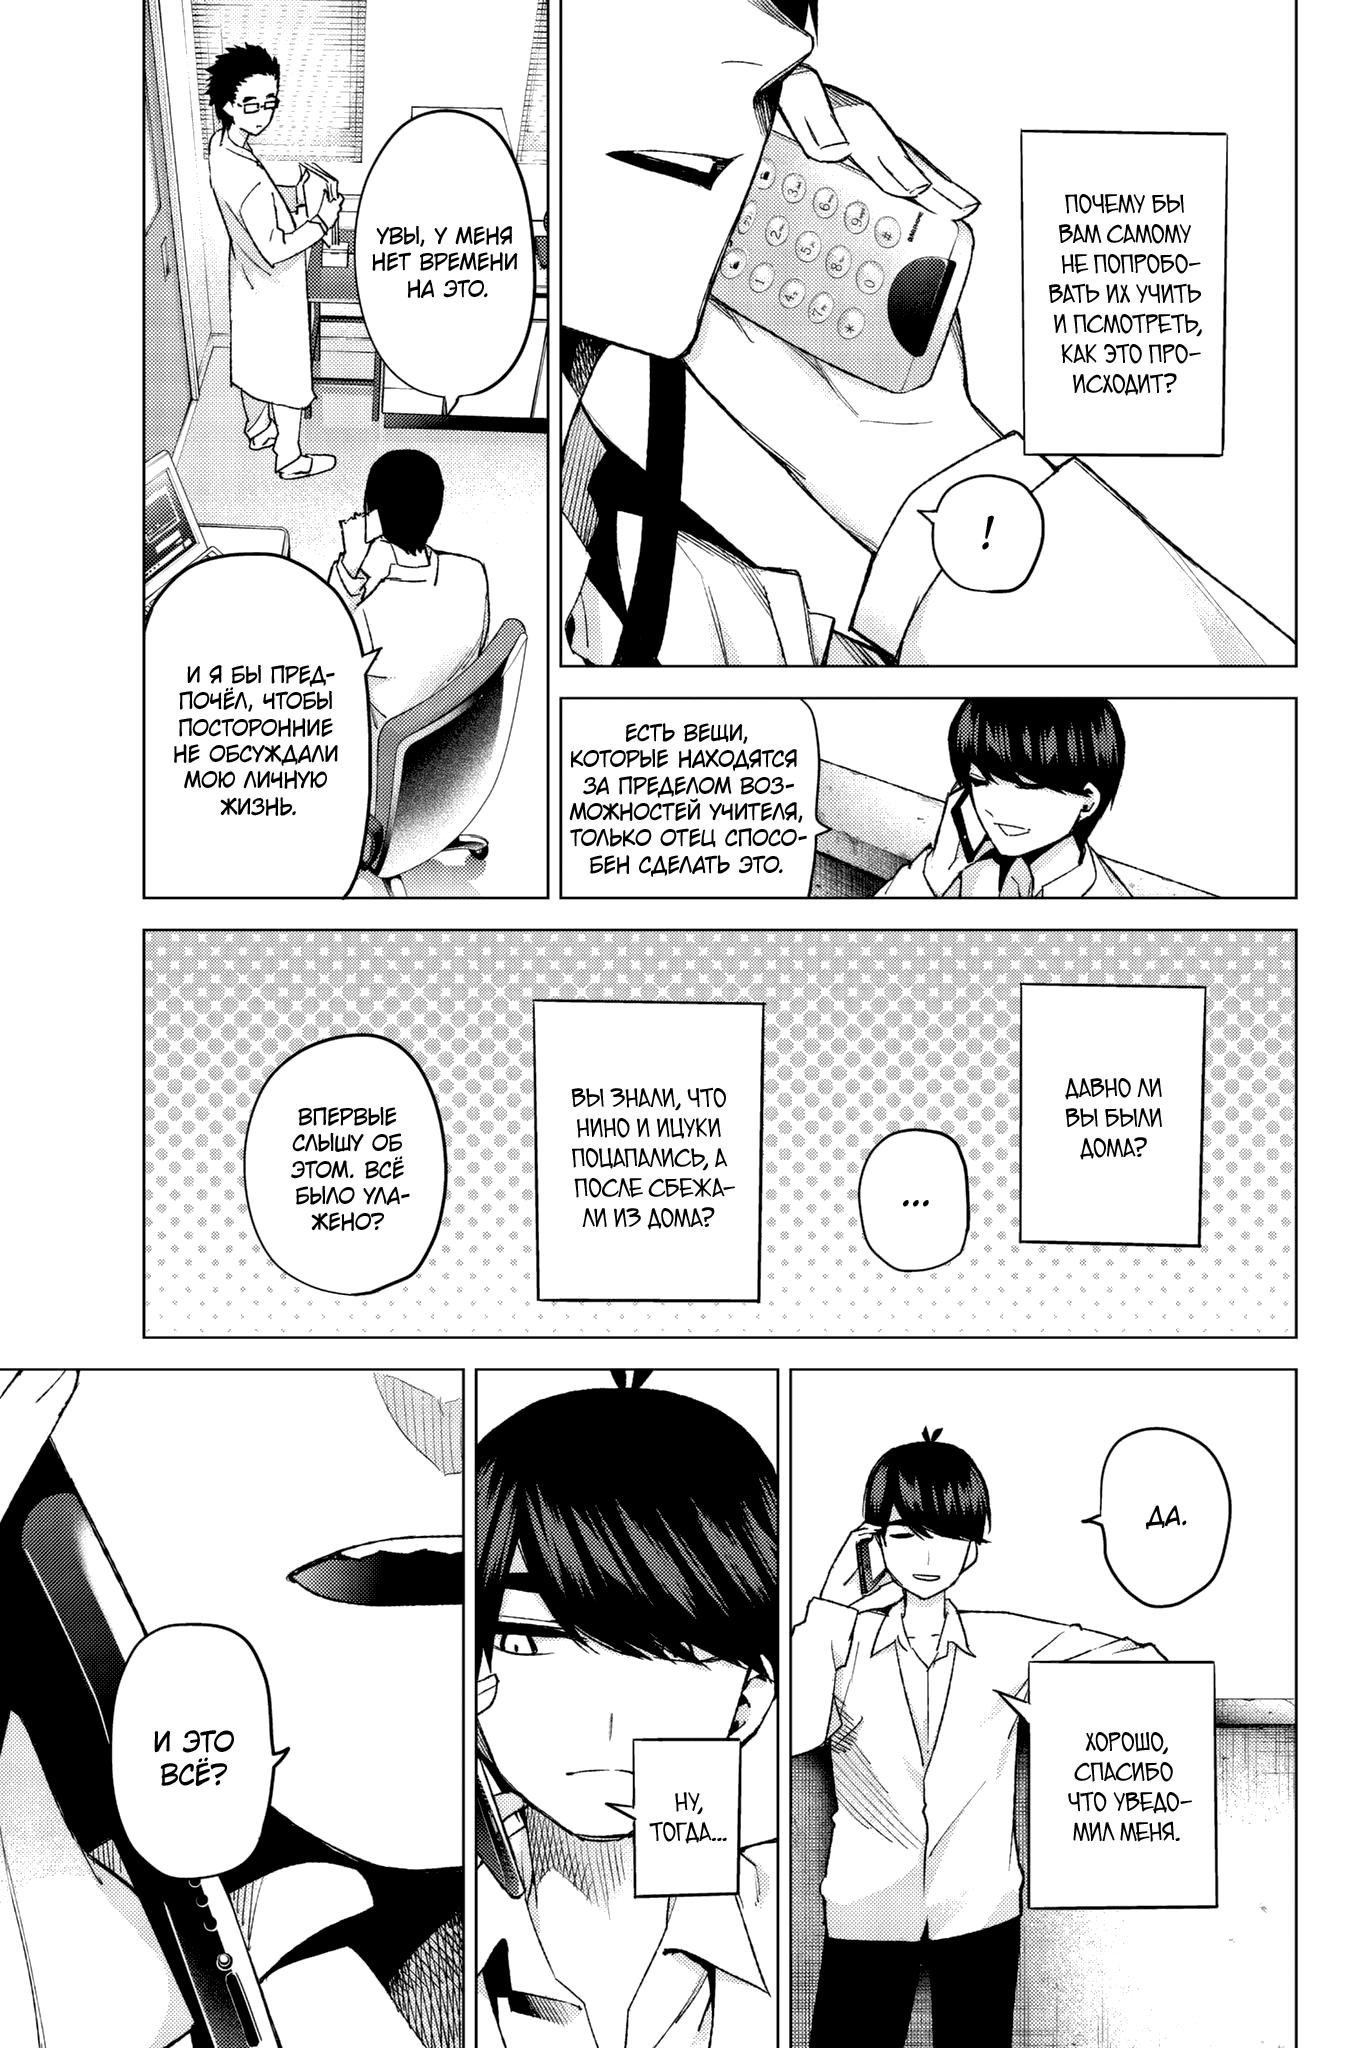 ПОЧЕМУ БЫ
ВАМ САМОМУ
НЕ ПОПРОБО-
ВАТЬ ИХ УЧИТЬ
И ПСМОТРЕТЬ,
КАК ЭТО ПРО-
ИСХОДИТ?
!
УВЫ, У МЕНЯ
НЕТ ВРЕМЕНИ
НА ЭТО.
И Я БЫ ПРЕД-
ПОЧЁЛ, ЧТОБЫ
ПОСТОРОННИЕ
НЕ ОБСУЖДАЛИ
МОЮ ЛИЧНУЮ
ЖИЗНЬ.
ЕСТЬ ВЕЩИ,
КОТОРЫЕ НАХОДЯТСЯ
ЗА ПРЕДЕЛОМ ВОЗ-
МОЖНОСТЕЙ УЧИТЕЛЯ,
ТОЛЬКО ОТЕЦ СПОСО-
БЕН СДЕЛАТЬ ЭТО.
ДАВНО ЛИ
ВЫ БЫЛИ
ДОМА?
...
ВЫ ЗНАЛИ, ЧТО
НИНО И ИЦУКИ
ПОЦАПАЛИСЬ, А
ПОСЛЕ СБЕЖА-
ЛИ ИЗ ДОМА?
ВПЕРВЫЕ
СЛЫШУ ОБ
ЭТОМ. ВСЁ
БЫЛО УЛА-
ЖЕНО?
ДА.
ХОРОШО,
СПАСИБО
ЧТО УВЕДО-
МИЛ МЕНЯ.
НУ,
ТОГДА...
И ЭТО
ВСЁ?